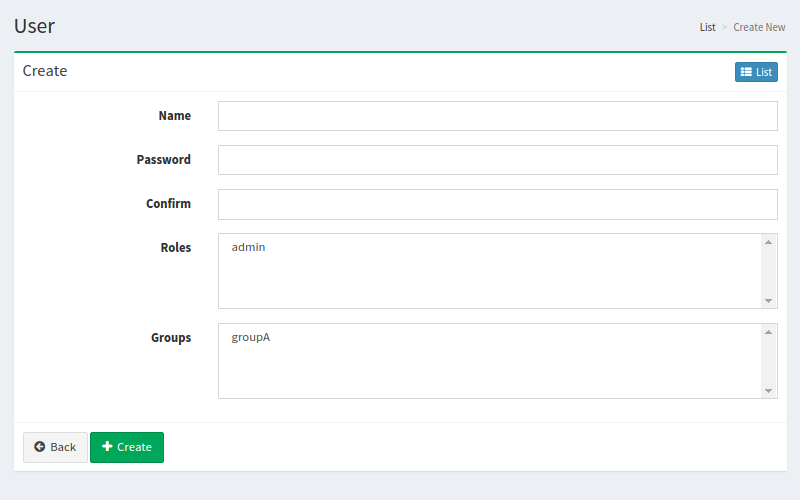 User
List > Create New
Create
List
Name
Password
Confirm
Roles
admin
Groups
groupA
Back
Create